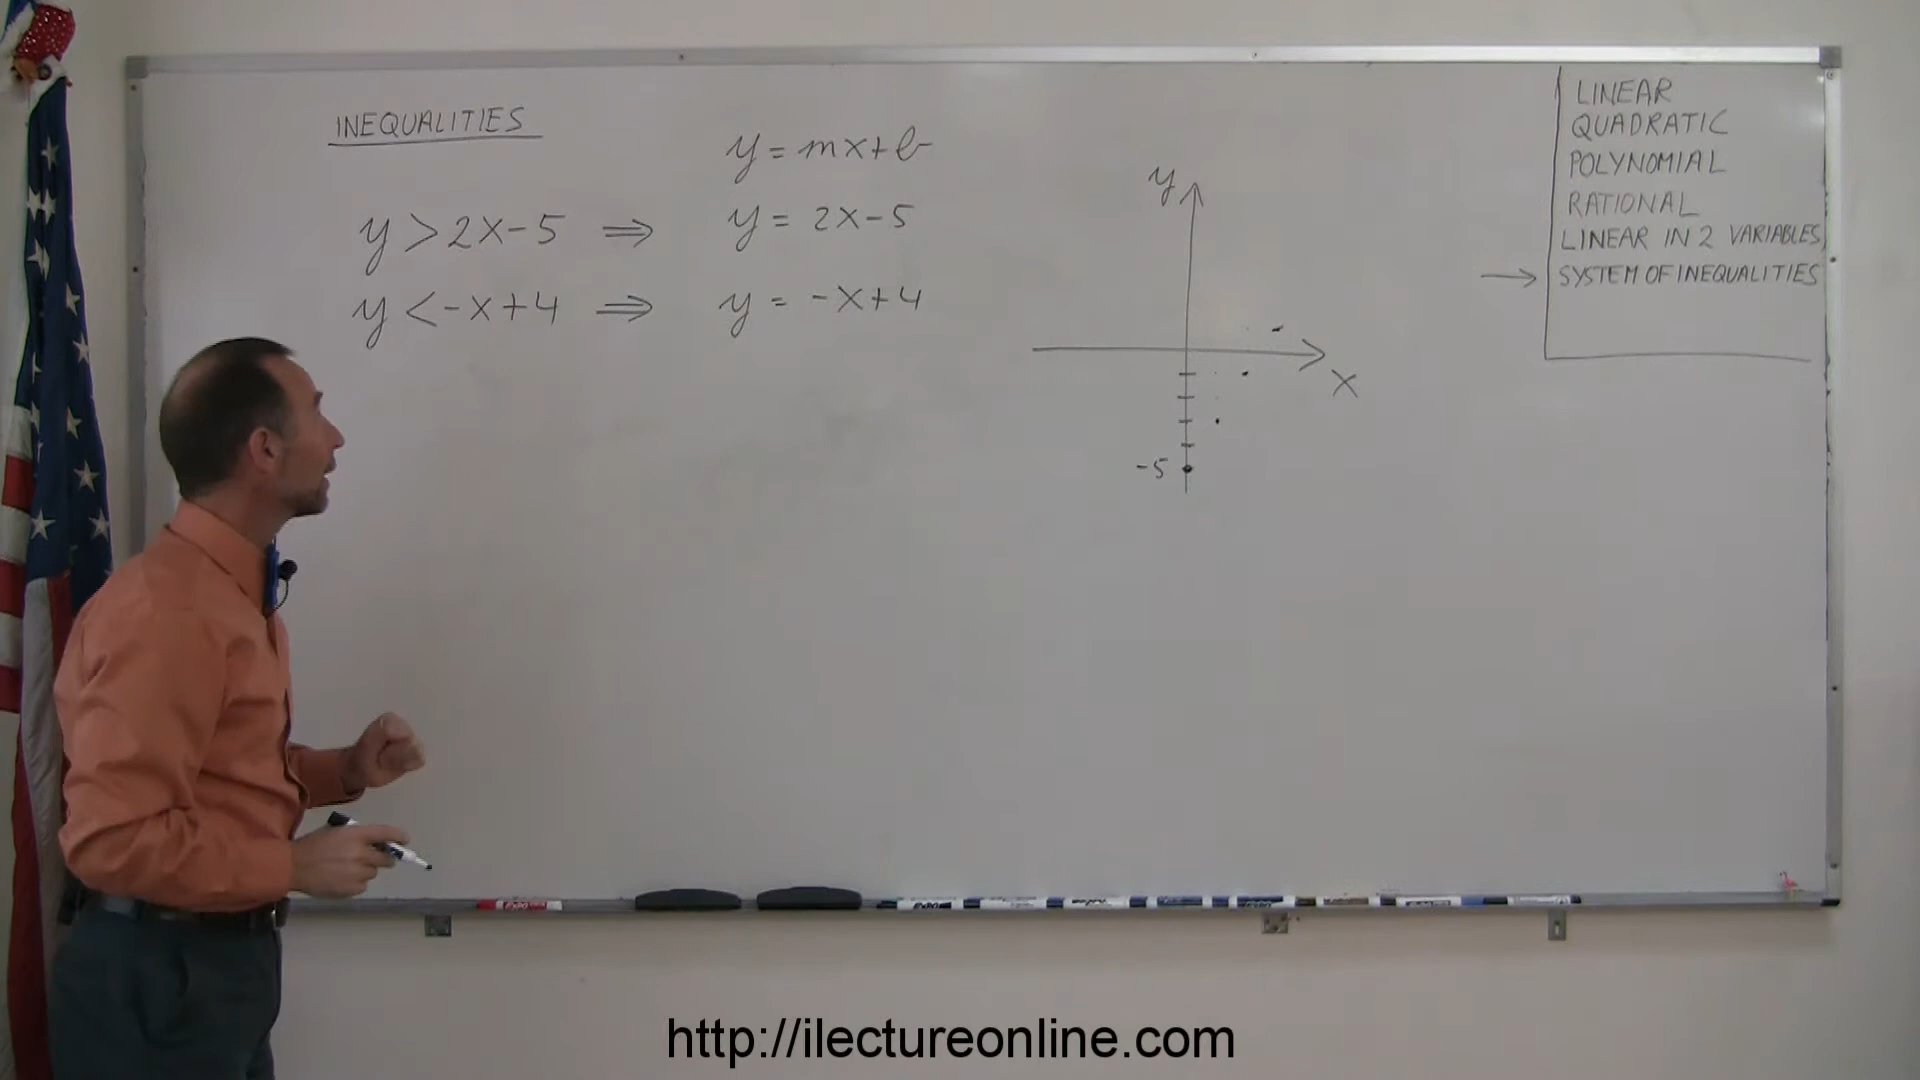 INEQUALITIES
y = mx+b
y > 2x-5 ⇒ y = 2x-5
y < -x+4 ⇒ y = -x+4
y
x
-5
LINEAR
QUADRATIC
POLYNOMIAL
RATIONAL
LINEAR IN 2 VARIABLES
→ SYSTEM OF INEQUALITIES
EXPO
http://ilectureonline.com